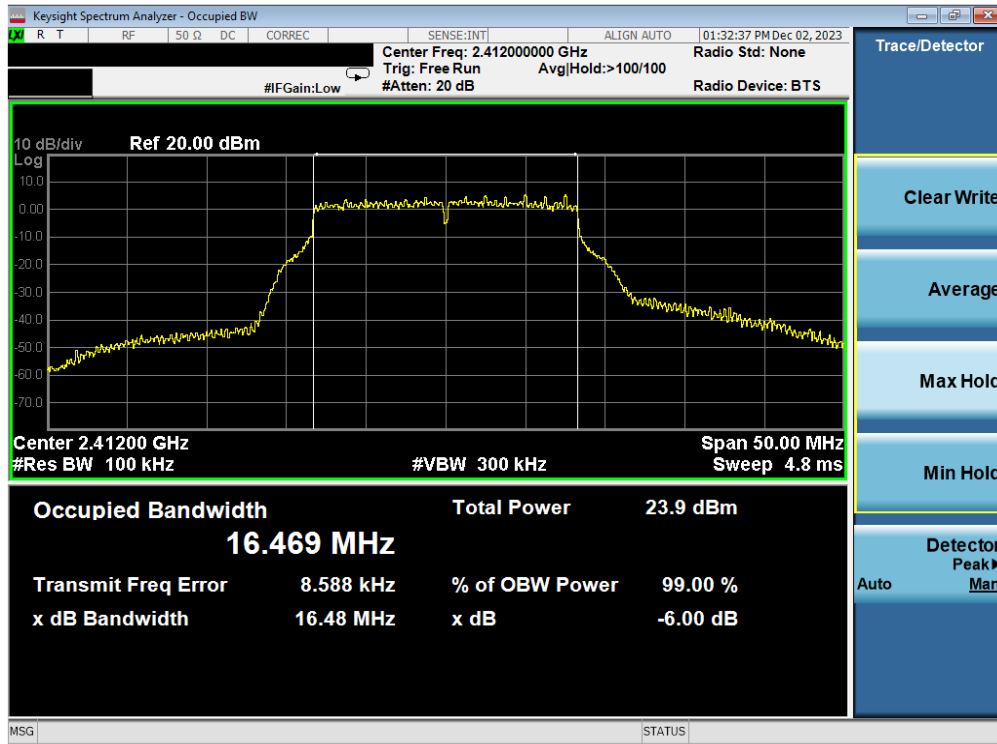 Keysight Spectrum Analyzer - Occupied BW
LXI R T RF 50 Ω DC CORREC SENSE:INT ALIGN AUTO 01:32:37 PM Dec 02, 2023
Center Freq: 2.412000000 GHz Radio Std: None
Trig: Free Run Avg|Hold:>100/100
#IFGain:Low #Atten: 20 dB Radio Device: BTS
Trace/Detector
10 dB/div Ref 20.00 dBm
Log
10.0
0.00
-10.0
-20.0
-30.0
-40.0
-50.0
-60.0
-70.0
Center 2.41200 GHz Span 50.00 MHz
#Res BW 100 kHz #VBW 300 kHz Sweep 4.8 ms
Occupied Bandwidth Total Power 23.9 dBm
16.469 MHz
Transmit Freq Error 8.588 kHz % of OBW Power 99.00 %
x dB Bandwidth 16.48 MHz x dB -6.00 dB
Clear Write
Average
Max Hold
Min Hold
Detector
Peak▶
Auto Man
MSG STATUS